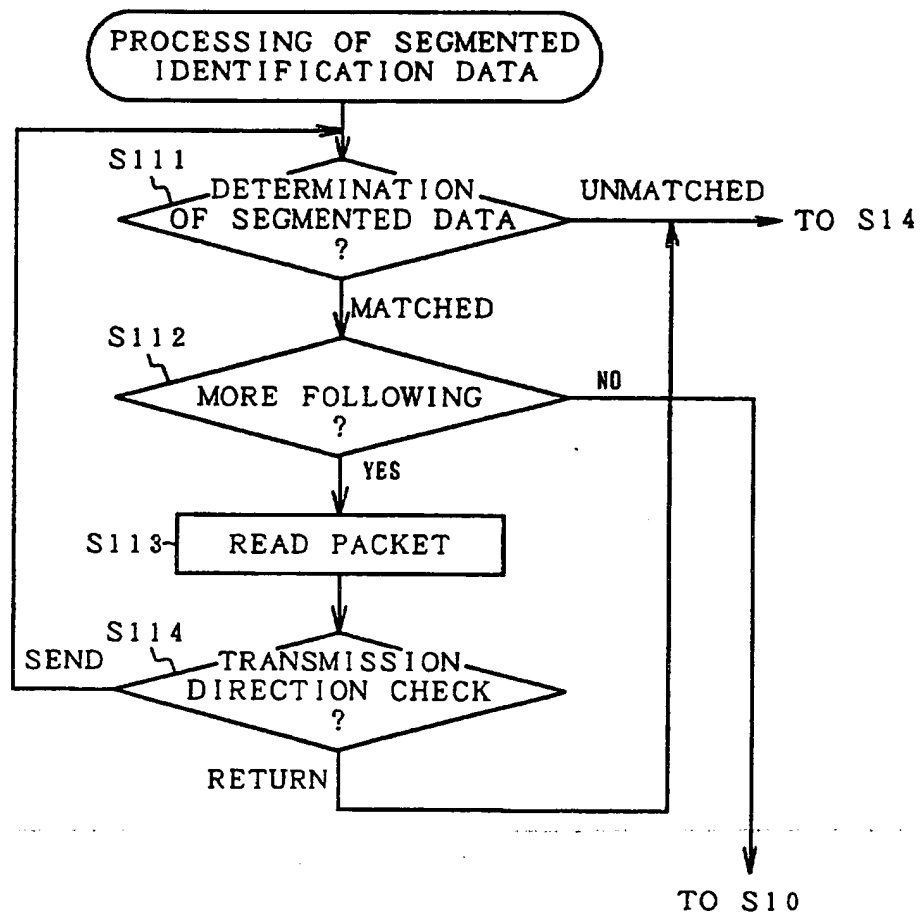 PROCESSING OF SEGMENTED
IDENTIFICATION DATA
S111
DETERMINATION
OF SEGMENTED DATA
?
UNMATCHED
TO S14
MATCHED
S112
MORE FOLLOWING
?
NO
YES
S113
READ PACKET
S114
SEND
TRANSMISSION
DIRECTION CHECK
?
RETURN
TO S10